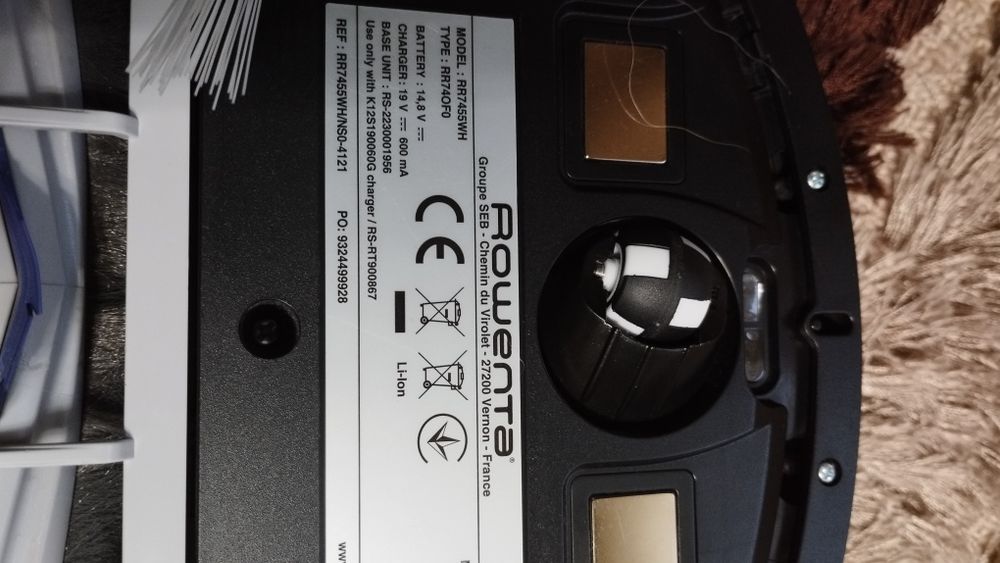 Rowenta®
Groupe SEB - Chemin du Virolet - 27200 Vernon - France
MODEL : RR7455WH
TYPE : RR74OF0
BATTERY : 14,8 V
CHARGER : 19 V 600 mA
BASE UNIT : RS-2230001956
Use only with K12S190060G charger / RS-RT900867
REF : RR7455WH/NS0-4121 PO: 9324499928
CE
Li-Ion